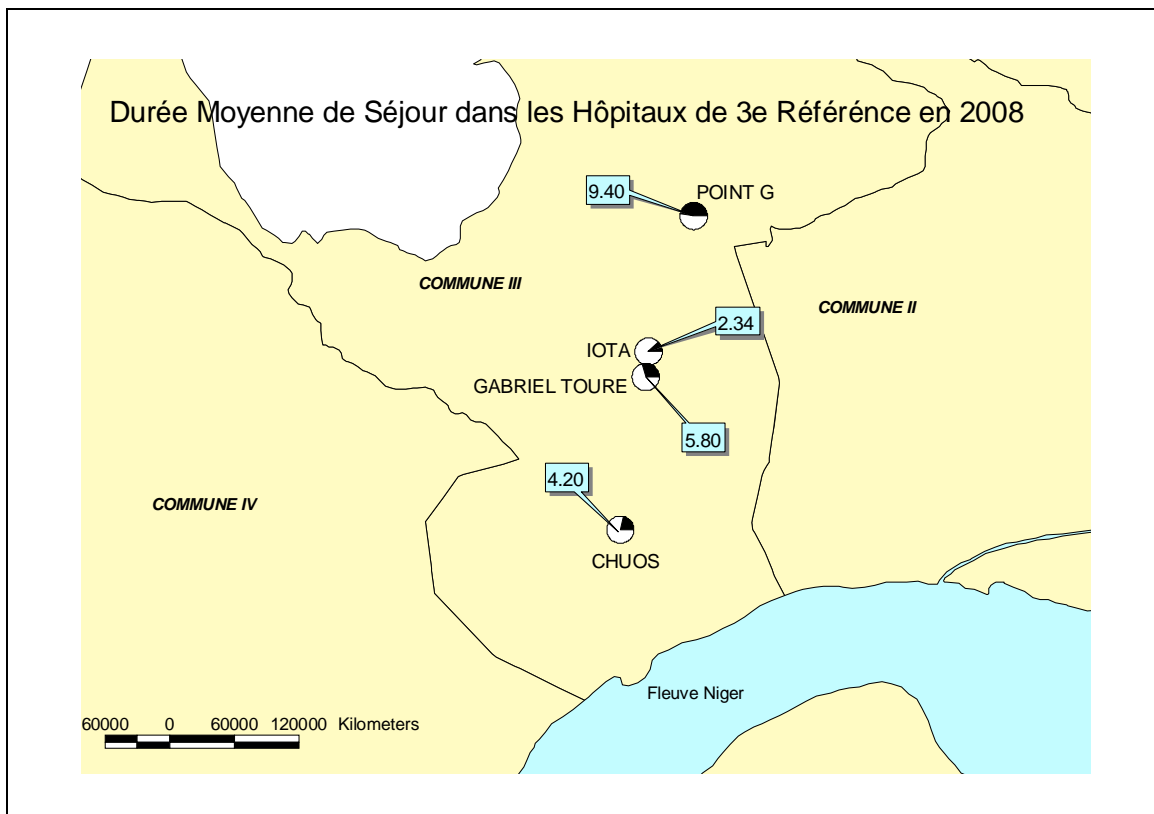 Durée Moyenne de Séjour dans les Hôpitaux de 3e Référénce en 2008
9.40
POINT G
COMMUNE III
COMMUNE II
2.34
IOTA
GABRIEL TOURE
5.80
4.20
COMMUNE IV
CHUOS
Fleuve Niger
60000 0 60000 120000 Kilometers